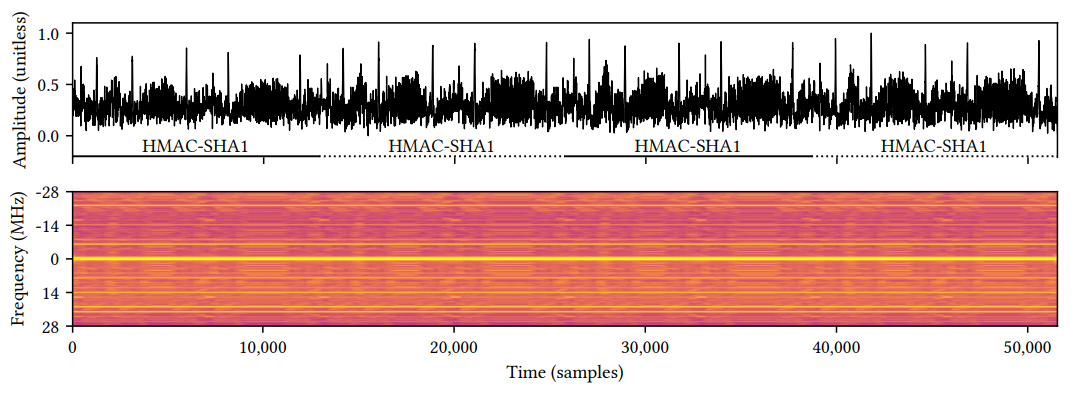 Amplitude (unitless)
1.0
0.5
0.0
HMAC-SHA1 HMAC-SHA1 HMAC-SHA1 HMAC-SHA1
Frequency (MHz)
-28
-14
0
14
28
0 10,000 20,000 30,000 40,000 50,000
Time (samples)